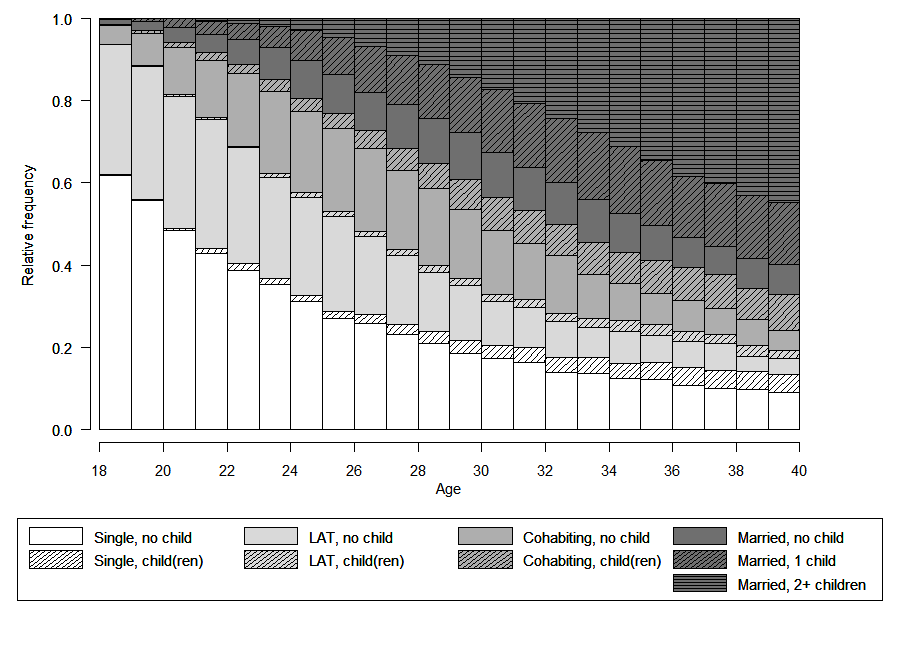 1.0
0.8
0.6
0.4
0.2
0.0
Relative frequency
18 20 22 24 26 28 30 32 34 36 38 40
Age
Single, no child LAT, no child Cohabiting, no child Married, no child
Single, child(ren) LAT, child(ren) Cohabiting, child(ren) Married, 1 child
Married, 2+ children